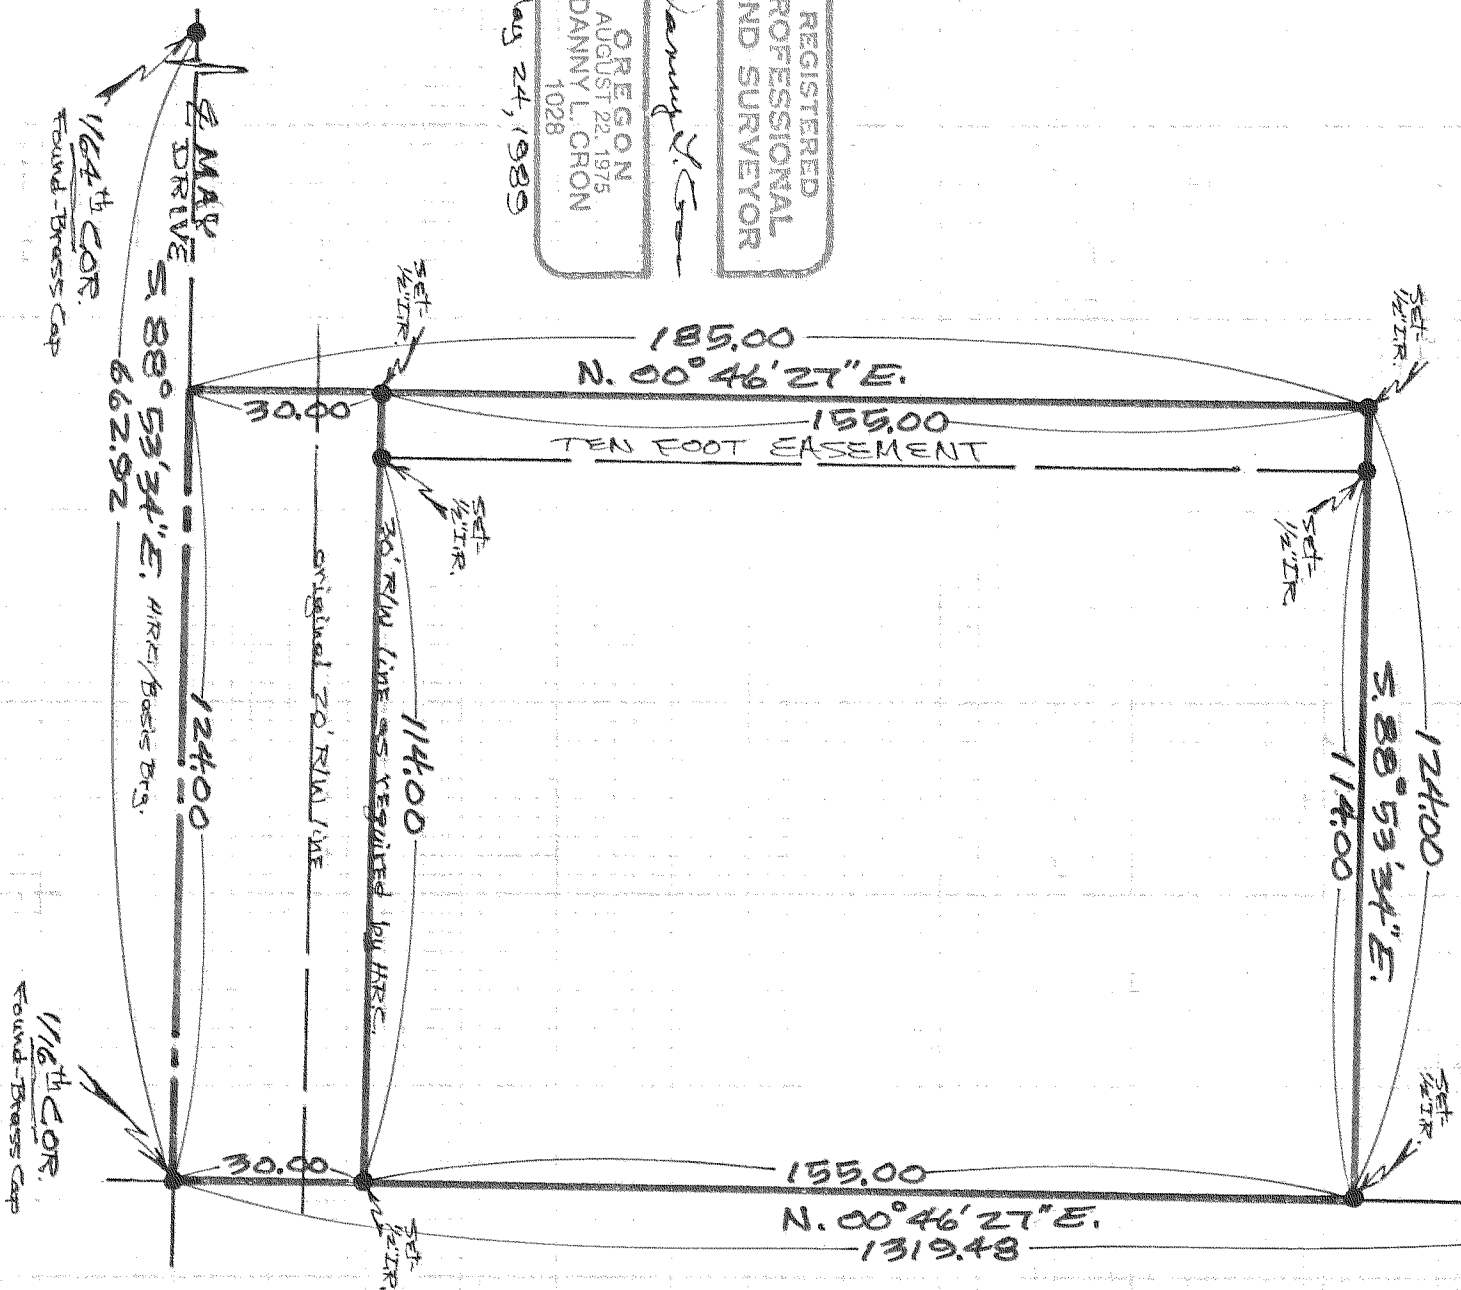 REGISTERED
PROFESSIONAL
LAND SURVEYOR
OREGON
AUGUST 22, 1975
DANNY L. CRON
1028
24, 1989
1/64th COR.
Found-Brass Cap
℄ MAY
DRIVE
S. 88° 53' 34" E.
662.92
Set-
1/2" I.R.
Set-
1/2" I.R.
185.00
N. 00° 46' 27" E.
30.00
155.00
TEN FOOT EASEMENT
Set-
1/2" I.R.
Set-
1/2" I.R.
original 20' R/W line
30' R/W line as required by
124.00
114.00
124.00
S. 88° 53' 34" E.
114.00
1/16th COR.
Found-Brass Cap
30.00
155.00
N. 00° 46' 27" E.
1319.48
Set-
1/2" I.R.
Set-
1/2" I.R.